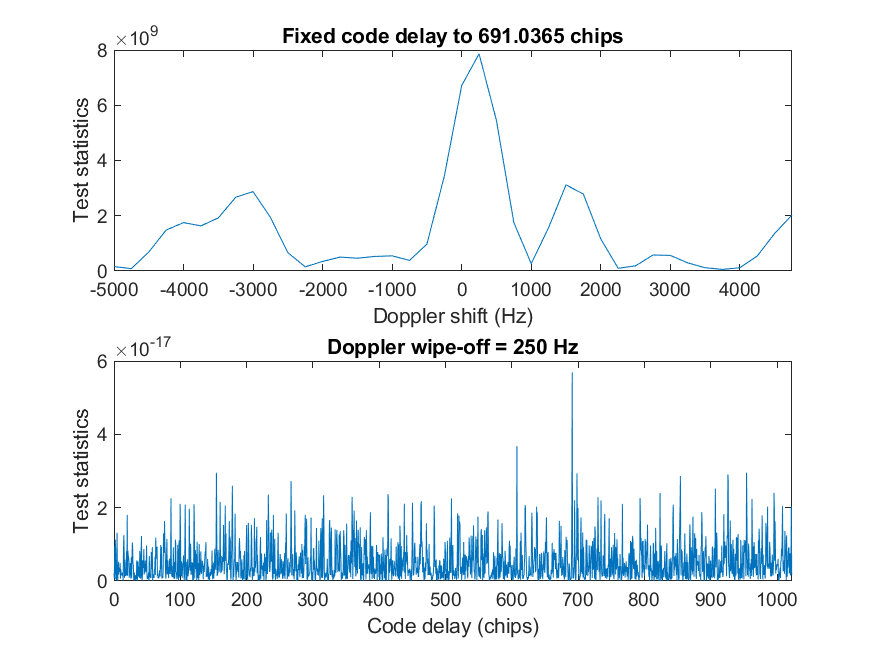 ×10⁹
Fixed code delay to 691.0365 chips
8
6
4
2
0
Test statistics
-5000 -4000 -3000 -2000 -1000 0 1000 2000 3000 4000
Doppler shift (Hz)
×10⁻¹⁷
Doppler wipe-off = 250 Hz
6
4
2
0
Test statistics
0 100 200 300 400 500 600 700 800 900 1000
Code delay (chips)